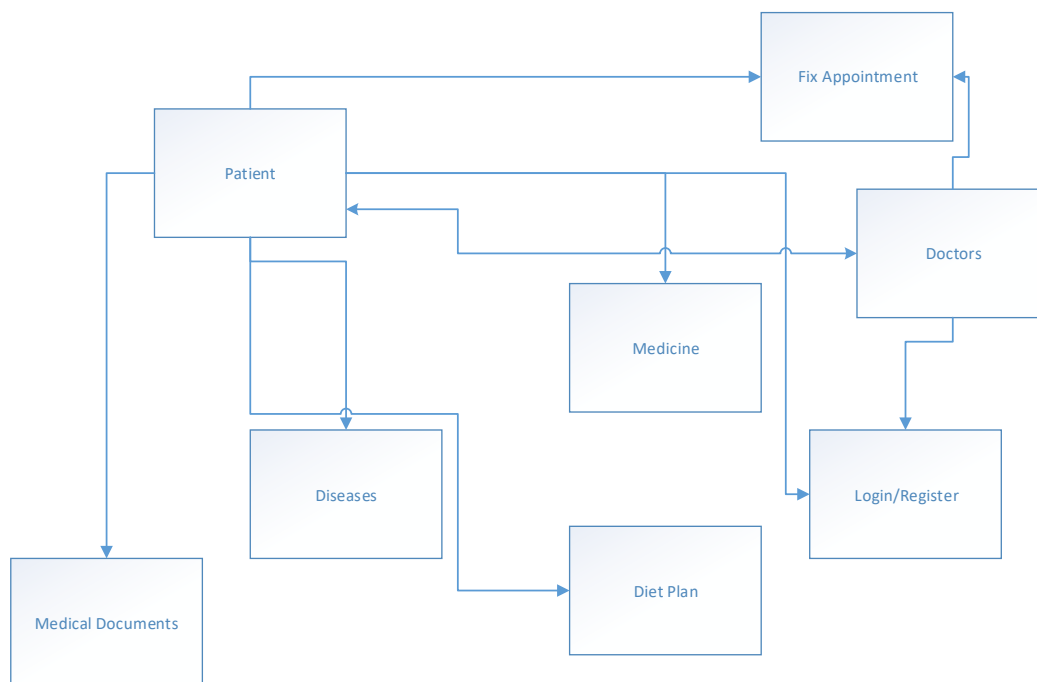 Fix Appointment
Patient
Doctors
Medicine
Diseases
Login/Register
Diet Plan
Medical Documents